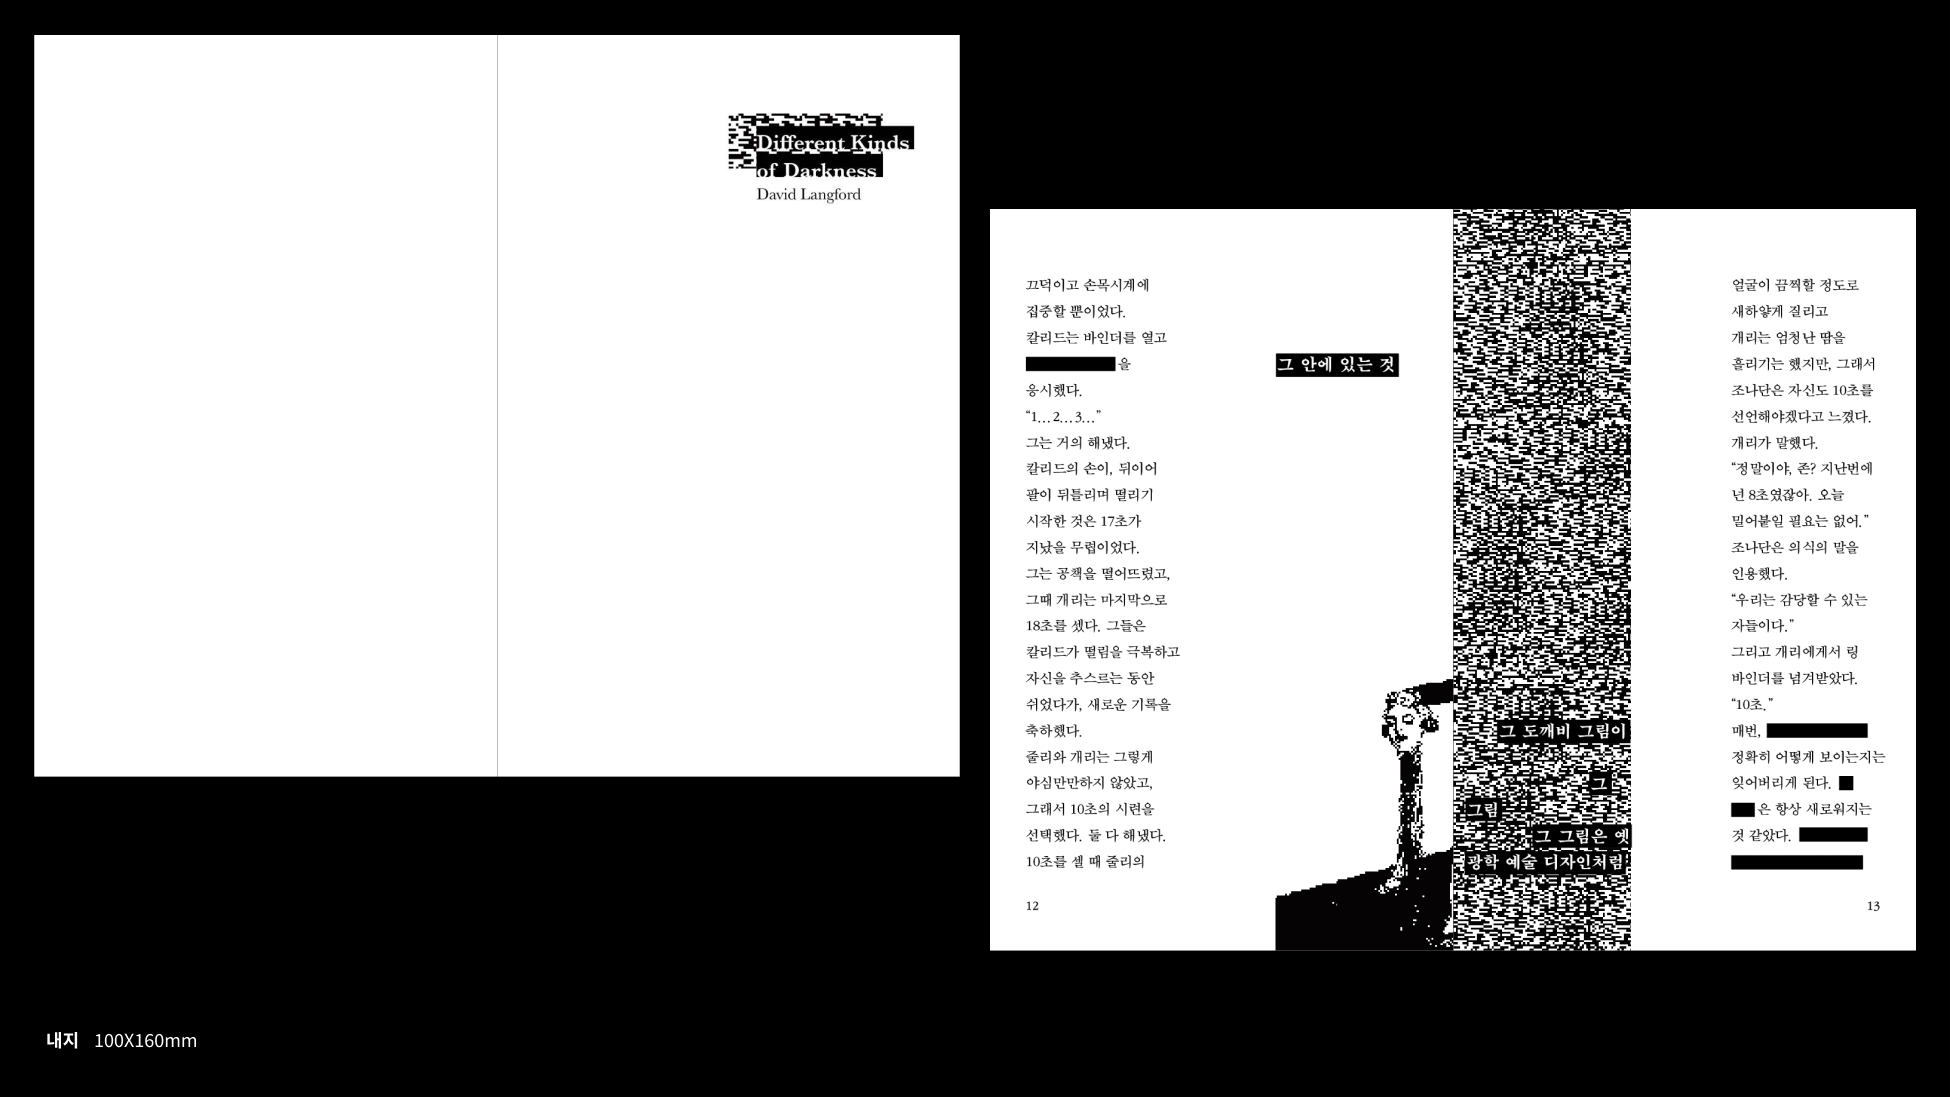 Different Kinds
of Darkness
David Langford
끄덕이고 손목시계에
집중할 뿐이었다.
칼리드는 바인더를 열고
을
응시했다.
“1…2…3…”
그는 거의 해냈다.
칼리드의 손이, 뒤이어
팔이 뒤틀리며 떨리기
시작한 것은 17초가
지났을 무렵이었다.
그는 공책을 떨어뜨렸고,
그때 개리는 마지막으로
18초를 셌다. 그들은
칼리드가 떨림을 극복하고
자신을 추스르는 동안
쉬었다가, 새로운 기록을
축하했다.
줄리와 개리는 그렇게
야심만만하지 않았고,
그래서 10초의 시련을
선택했다. 둘 다 해냈다.
10초를 셀 때 줄리의
12
그 안에 있는 것
그 도깨비 그림이
그
그림
그 그림은 옛
광학 예술 디자인처럼
얼굴이 끔찍할 정도로
새하얗게 질리고
개리는 엄청난 땀을
흘리기는 했지만, 그래서
조나단은 자신도 10초를
선언해야겠다고 느꼈다.
개리가 말했다.
“정말이야, 존? 지난번에
넌 8초였잖아. 오늘
밀어붙일 필요는 없어.”
조나단은 의식의 말을
인용했다.
“우리는 감당할 수 있는
자들이다.”
그리고 개리에게서 링
바인더를 넘겨받았다.
“10초.”
매번,
정확히 어떻게 보이는지는
잊어버리게 된다.
은 항상 새로워지는
것 같았다.
13
내지 100X160mm